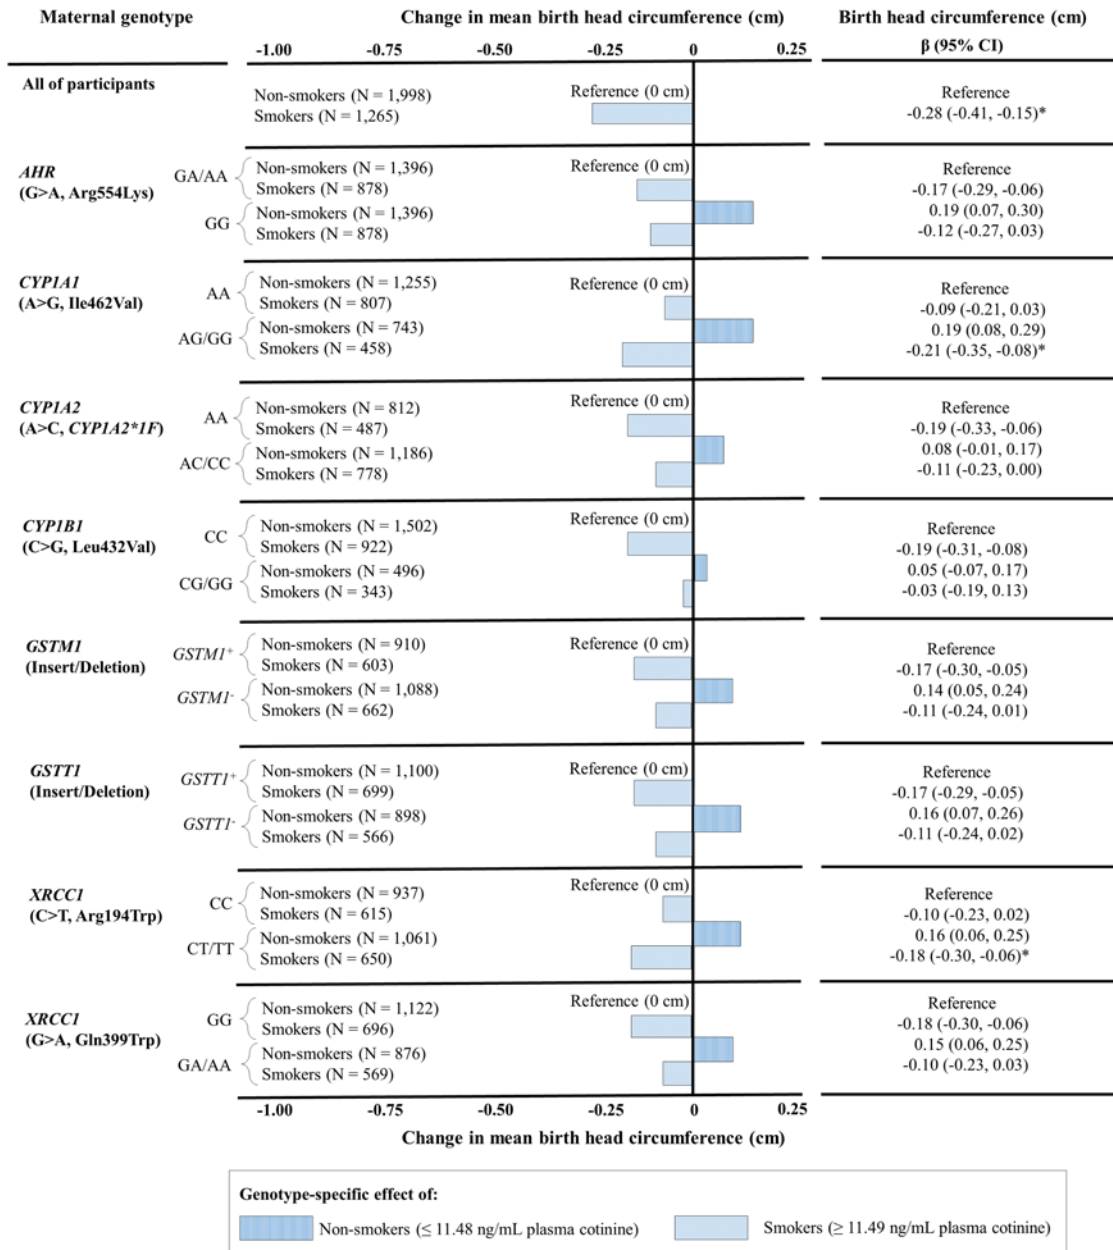 Maternal genotype
Change in mean birth head circumference (cm)
Birth head circumference (cm)
-1.00 -0.75 -0.50 -0.25 0 0.25
β (95% CI)
All of participants
Non-smokers (N = 1,998) Reference (0 cm) Reference
Smokers (N = 1,265) -0.28 (-0.41, -0.15)*
AHR
(G>A, Arg554Lys)
GA/AA
Non-smokers (N = 1,396) Reference (0 cm) Reference
Smokers (N = 878) -0.17 (-0.29, -0.06)
GG
Non-smokers (N = 1,396) 0.19 (0.07, 0.30)
Smokers (N = 878) -0.12 (-0.27, 0.03)
CYP1A1
(A>G, Ile462Val)
AA
Non-smokers (N = 1,255) Reference (0 cm) Reference
Smokers (N = 807) -0.09 (-0.21, 0.03)
AG/GG
Non-smokers (N = 743) 0.19 (0.08, 0.29)
Smokers (N = 458) -0.21 (-0.35, -0.08)*
CYP1A2
(A>C, CYP1A2*1F)
AA
Non-smokers (N = 812) Reference (0 cm) Reference
Smokers (N = 487) -0.19 (-0.33, -0.06)
AC/CC
Non-smokers (N = 1,186) 0.08 (-0.01, 0.17)
Smokers (N = 778) -0.11 (-0.23, 0.00)
CYP1B1
(C>G, Leu432Val)
CC
Non-smokers (N = 1,502) Reference (0 cm) Reference
Smokers (N = 922) -0.19 (-0.31, -0.08)
CG/GG
Non-smokers (N = 496) 0.05 (-0.07, 0.17)
Smokers (N = 343) -0.03 (-0.19, 0.13)
GSTM1
(Insert/Deletion)
GSTM1+
Non-smokers (N = 910) Reference (0 cm) Reference
Smokers (N = 603) -0.17 (-0.30, -0.05)
GSTM1-
Non-smokers (N = 1,088) 0.14 (0.05, 0.24)
Smokers (N = 662) -0.11 (-0.24, 0.01)
GSTT1
(Insert/Deletion)
GSTT1+
Non-smokers (N = 1,100) Reference (0 cm) Reference
Smokers (N = 699) -0.17 (-0.29, -0.05)
GSTT1-
Non-smokers (N = 898) 0.16 (0.07, 0.26)
Smokers (N = 566) -0.11 (-0.24, 0.02)
XRCC1
(C>T, Arg194Trp)
CC
Non-smokers (N = 937) Reference (0 cm) Reference
Smokers (N = 615) -0.10 (-0.23, 0.02)
CT/TT
Non-smokers (N = 1,061) 0.16 (0.06, 0.25)
Smokers (N = 650) -0.18 (-0.30, -0.06)*
XRCC1
(G>A, Gln399Trp)
GG
Non-smokers (N = 1,122) Reference (0 cm) Reference
Smokers (N = 696) -0.18 (-0.30, -0.06)
GA/AA
Non-smokers (N = 876) 0.15 (0.06, 0.25)
Smokers (N = 569) -0.10 (-0.23, 0.03)
-1.00 -0.75 -0.50 -0.25 0 0.25
Change in mean birth head circumference (cm)
Genotype-specific effect of:
Non-smokers (≤ 11.48 ng/mL plasma cotinine) Smokers (≥ 11.49 ng/mL plasma cotinine)